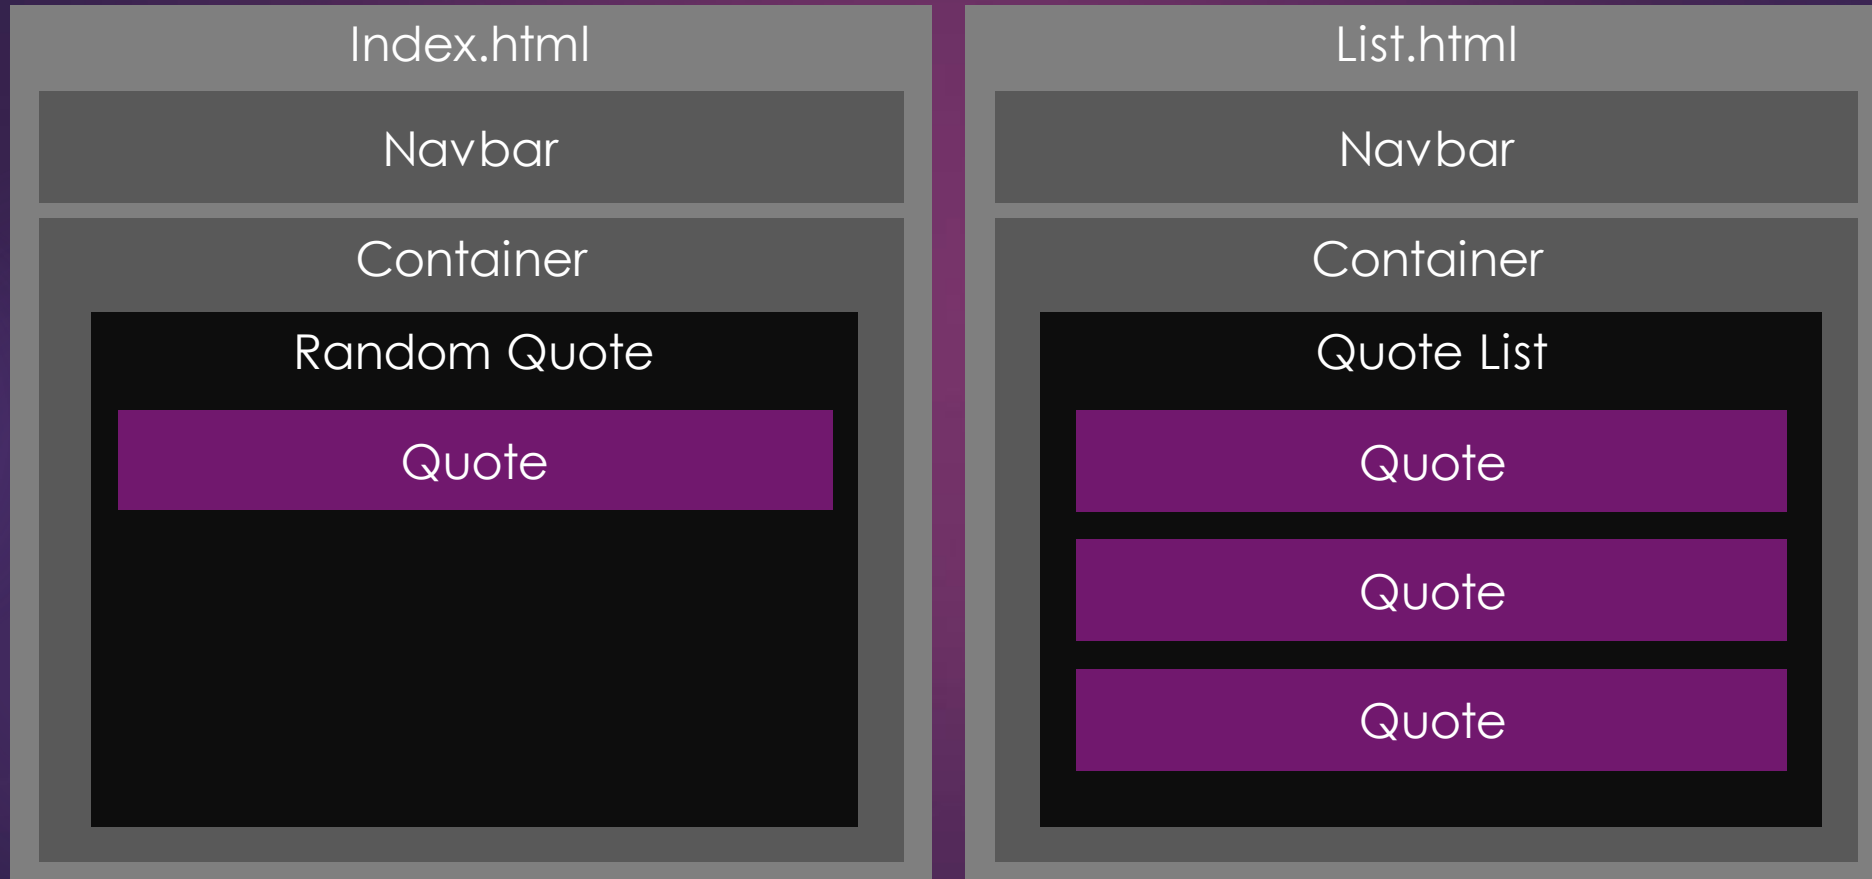 Index.html
Navbar
Container
Random Quote
Quote
List.html
Navbar
Container
Quote List
Quote
Quote
Quote